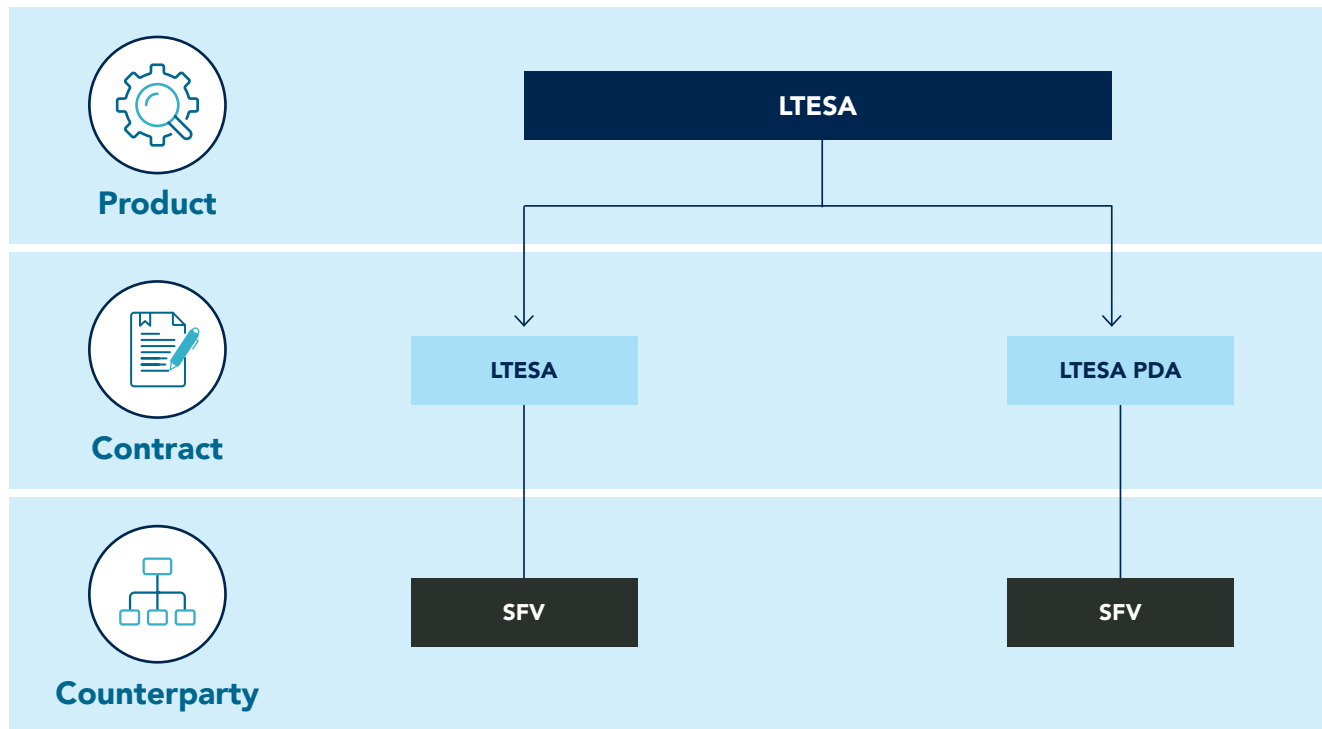 LTESA
Product
LTESA
LTESA PDA
Contract
SFV
SFV
Counterparty